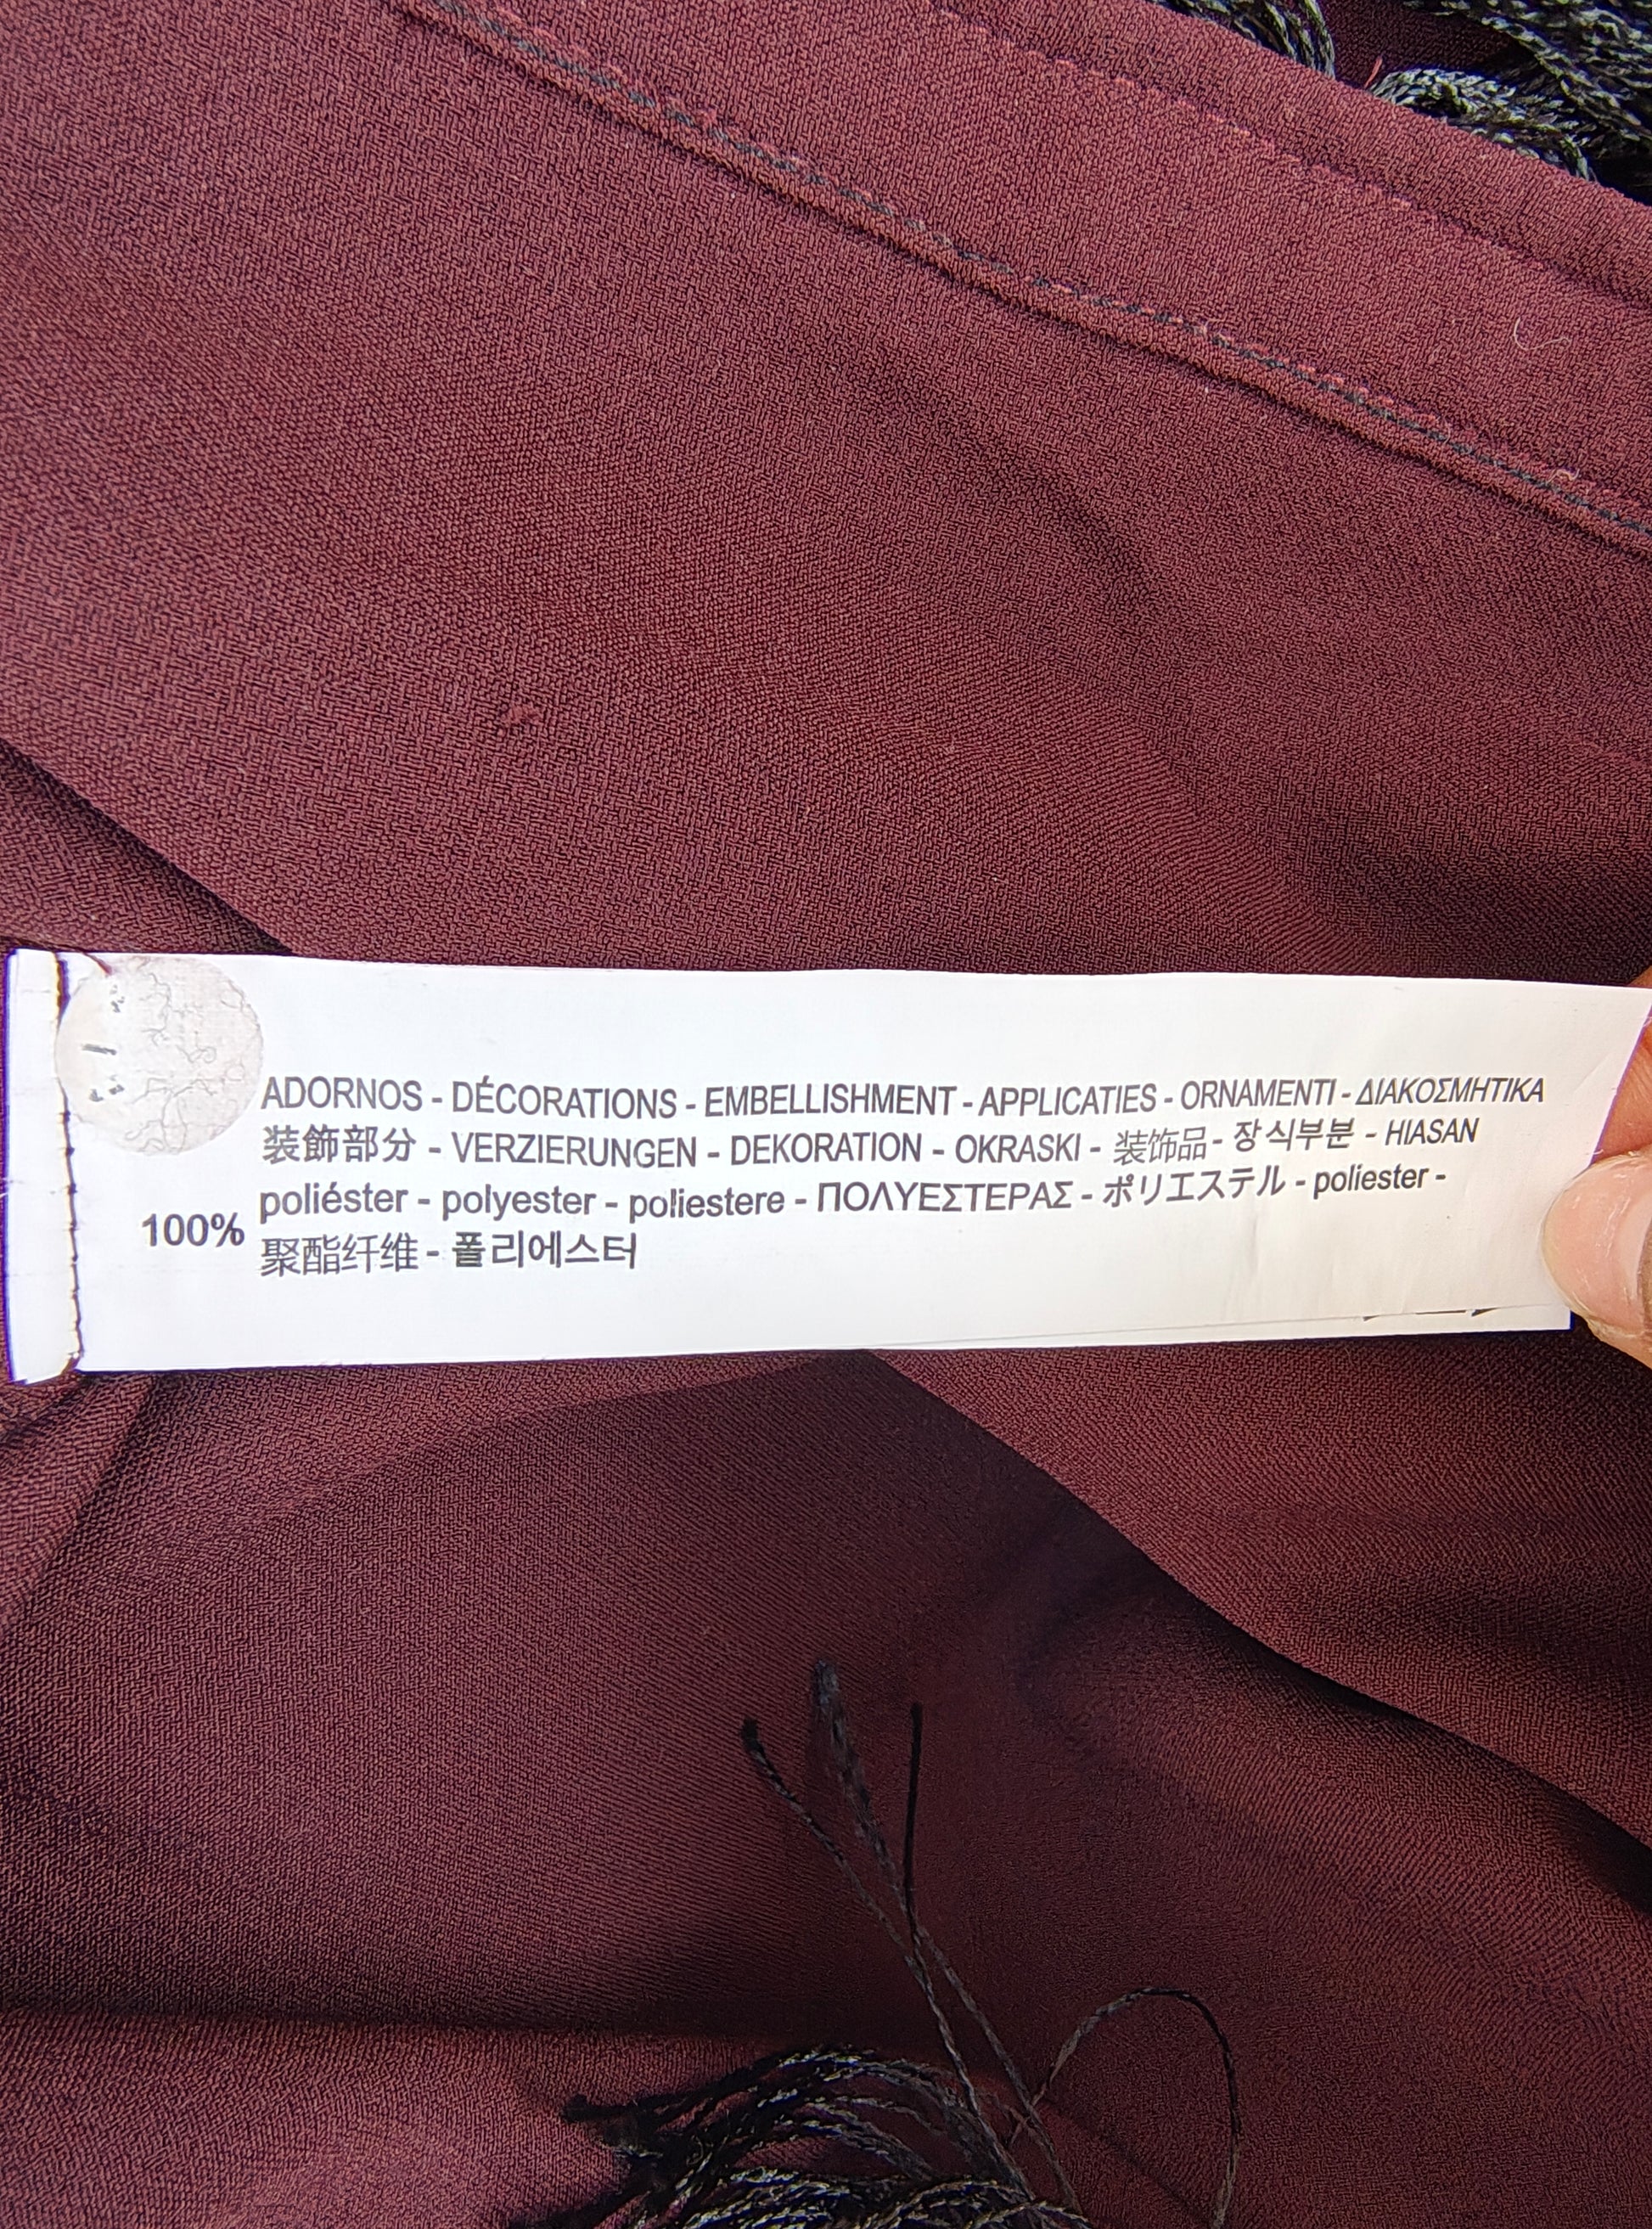 ADORNOS - DÉCORATIONS - EMBELLISHMENT - APPLICATIES - ORNAMENTI - ΔΙΑΚΟΣΜΗΤΙΚΑ
装飾部分 - VERZIERUNGEN - DEKORATION - OKRASKI - 装饰品 - 장식부분 - HIASAN
100% poliéster - polyester - poliestere - ΠΟΛΥΕΣΤΕΡΑΣ - ポリエステル - poliester -
聚酯纤维 - 폴리에스터